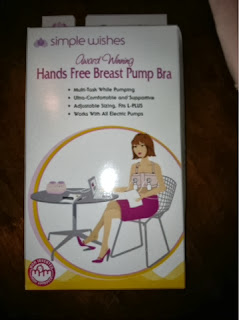 simple wishes
Award Winning
Hands Free Breast Pump Bra
• Multi-Task While Pumping
• Ultra-Comfortable and Supportive
• Adjustable Sizing, Fits L-PLUS
• Works With All Electric Pumps